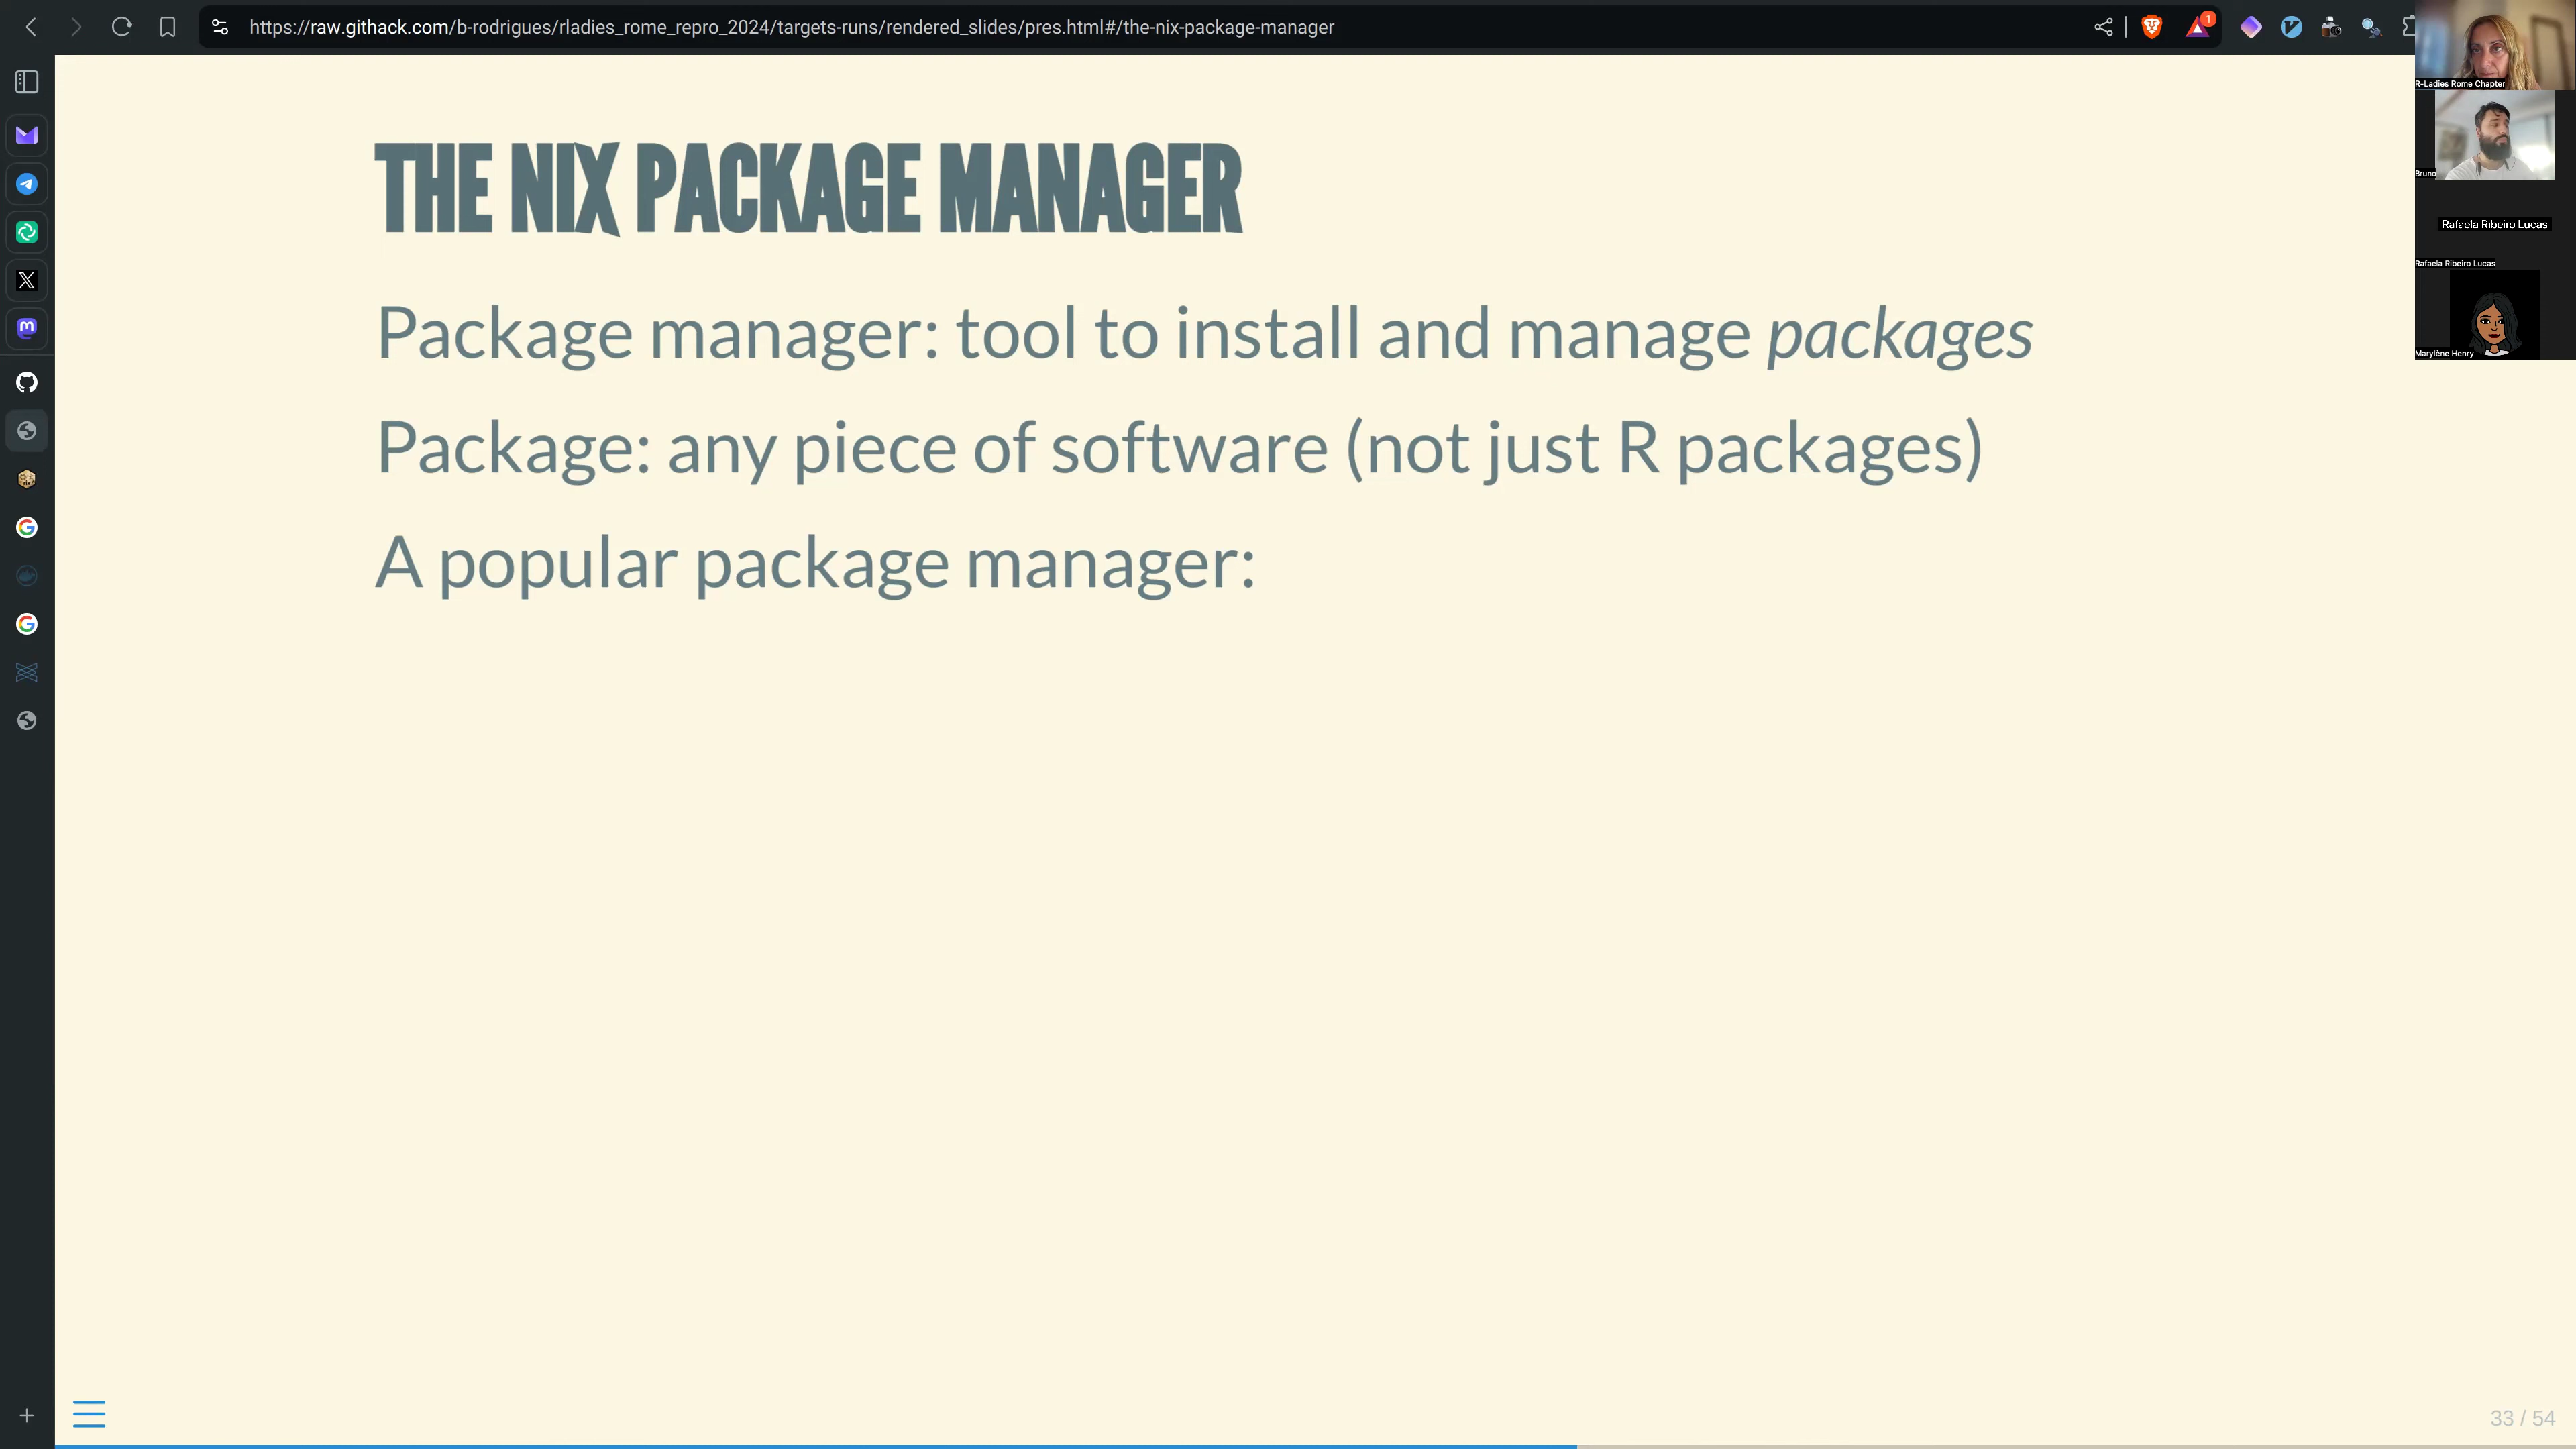 https://raw.githack.com/b-rodrigues/rladies_rome_repro_2024/targets-runs/rendered_slides/pres.html#/the-nix-package-manager
1
R-Ladies Rome Chapter
Bruno
Rafaela Ribeiro Lucas
Rafaela Ribeiro Lucas
Marylène Henry
THE NIX PACKAGE MANAGER
Package manager: tool to install and manage packages
Package: any piece of software (not just R packages)
A popular package manager:
33 / 54